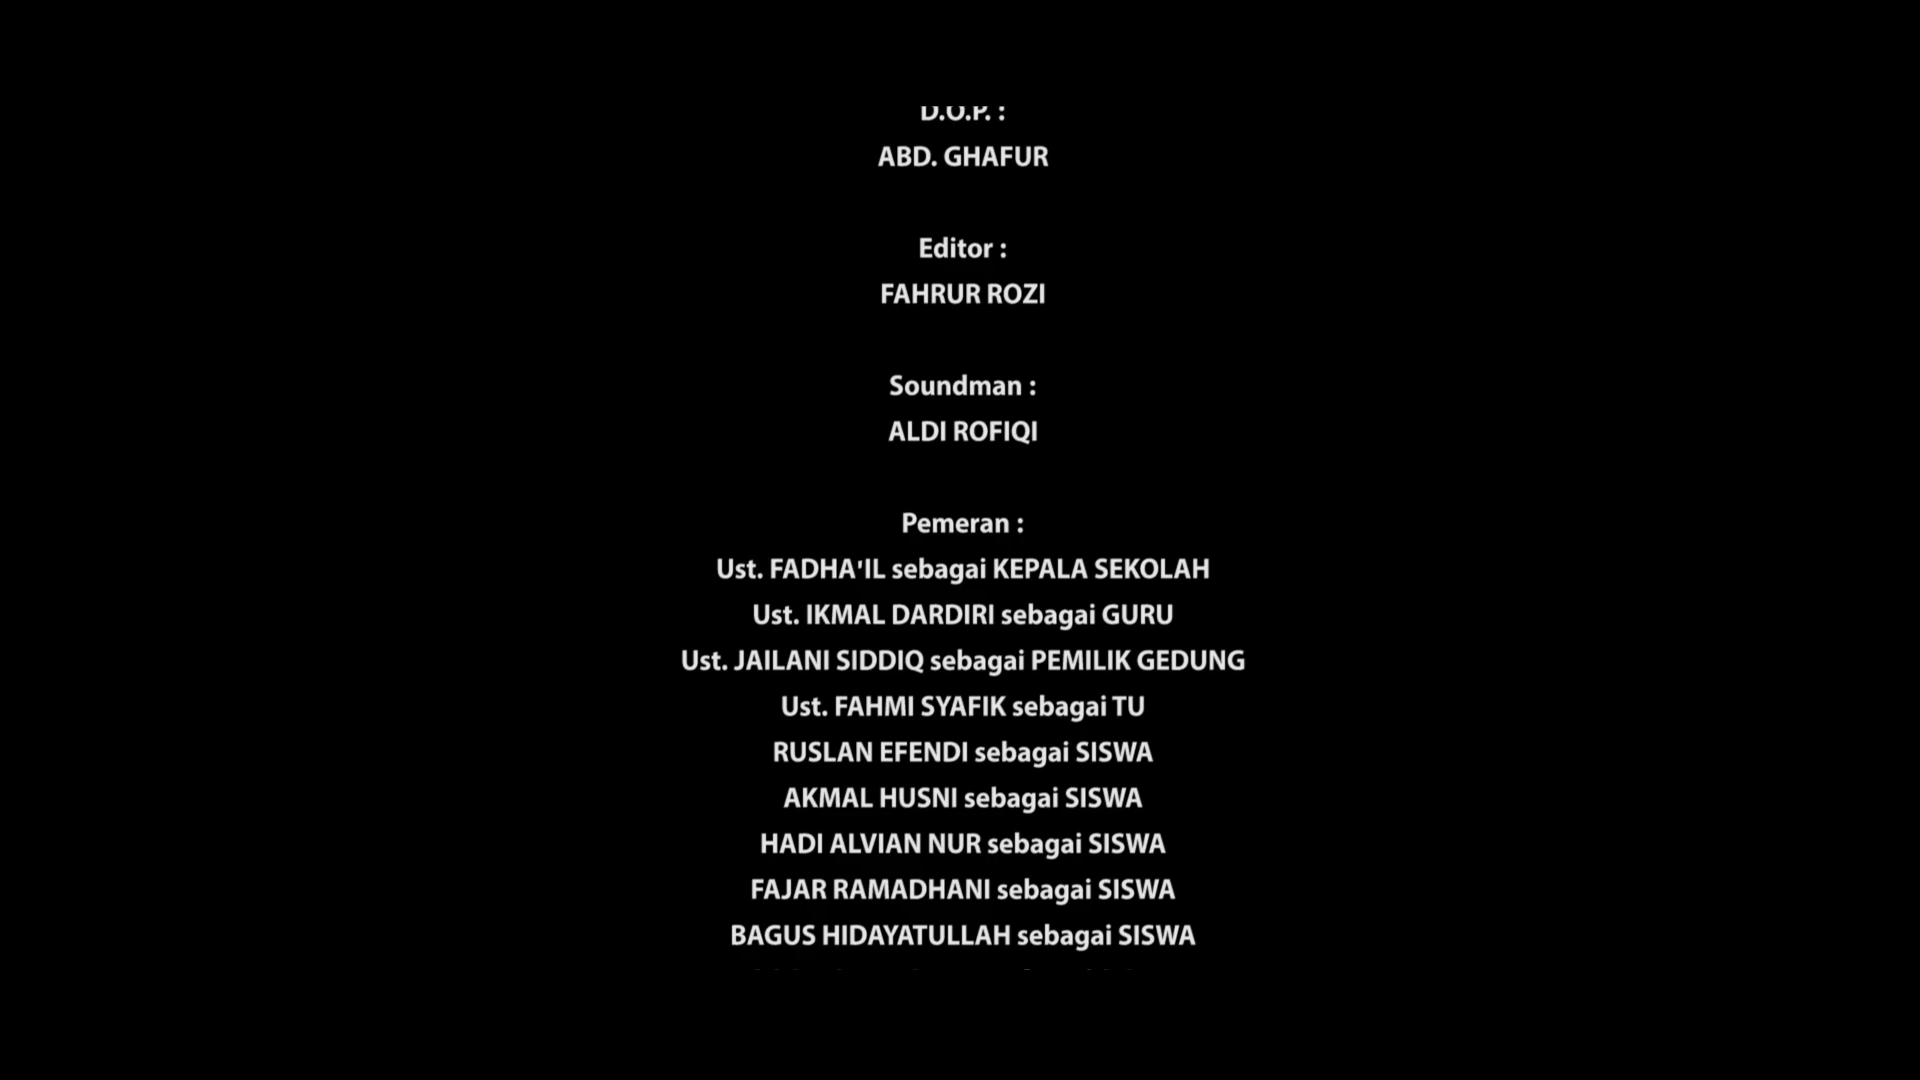 D.O.P. :
ABD. GHAFUR
Editor :
FAHRUR ROZI
Soundman :
ALDI ROFIQI
Pemeran :
Ust. FADHA'IL sebagai KEPALA SEKOLAH
Ust. IKMAL DARDIRI sebagai GURU
Ust. JAILANI SIDDIQ sebagai PEMILIK GEDUNG
Ust. FAHMI SYAFIK sebagai TU
RUSLAN EFENDI sebagai SISWA
AKMAL HUSNI sebagai SISWA
HADI ALVIAN NUR sebagai SISWA
FAJAR RAMADHANI sebagai SISWA
BAGUS HIDAYATULLAH sebagai SISWA